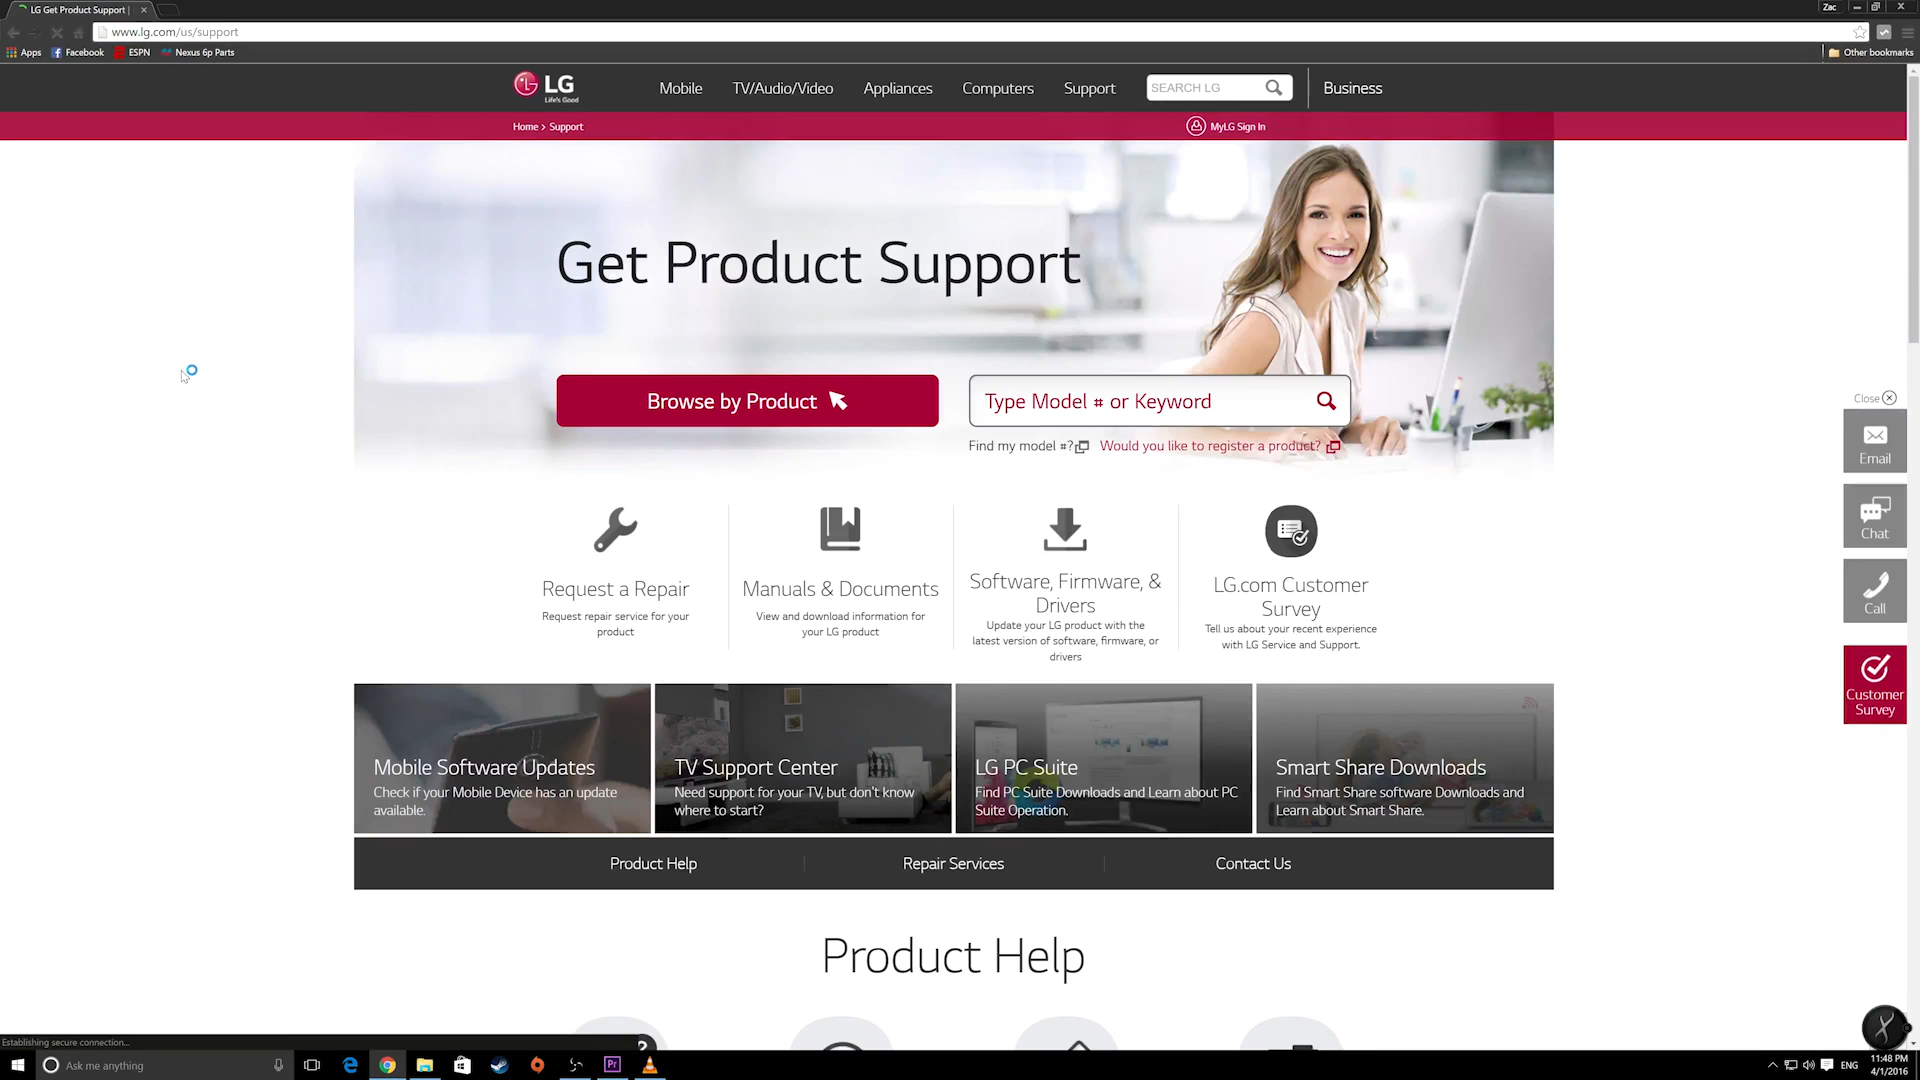 LG Get Product Support |
Zac
www.lg.com/us/support
Apps
Facebook
ESPN
Nexus 6p Parts
Other bookmarks
LG
Life's Good
Mobile
TV/Audio/Video
Appliances
Computers
Support
SEARCH LG
Business
Home > Support
MyLG Sign In
Get Product Support
Browse by Product
Type Model # or Keyword
Find my model #?
Would you like to register a product?
Close
Email
Chat
Call
Customer
Survey
Request a Repair
Request repair service for your
product
Manuals & Documents
View and download information for
your LG product
Software, Firmware, &
Drivers
Update your LG product with the
latest version of software, firmware, or
drivers
LG.com Customer
Survey
Tell us about your recent experience
with LG Service and Support.
Mobile Software Updates
Check if your Mobile Device has an update
available.
TV Support Center
Need support for your TV, but don't know
where to start?
LG PC Suite
Find PC Suite Downloads and Learn about PC
Suite Operation.
Smart Share Downloads
Find Smart Share software Downloads and
Learn about Smart Share.
Product Help
Repair Services
Contact Us
Product Help
Establishing secure connection...
Ask me anything
Pr
ENG
11:48 PM
4/1/2016